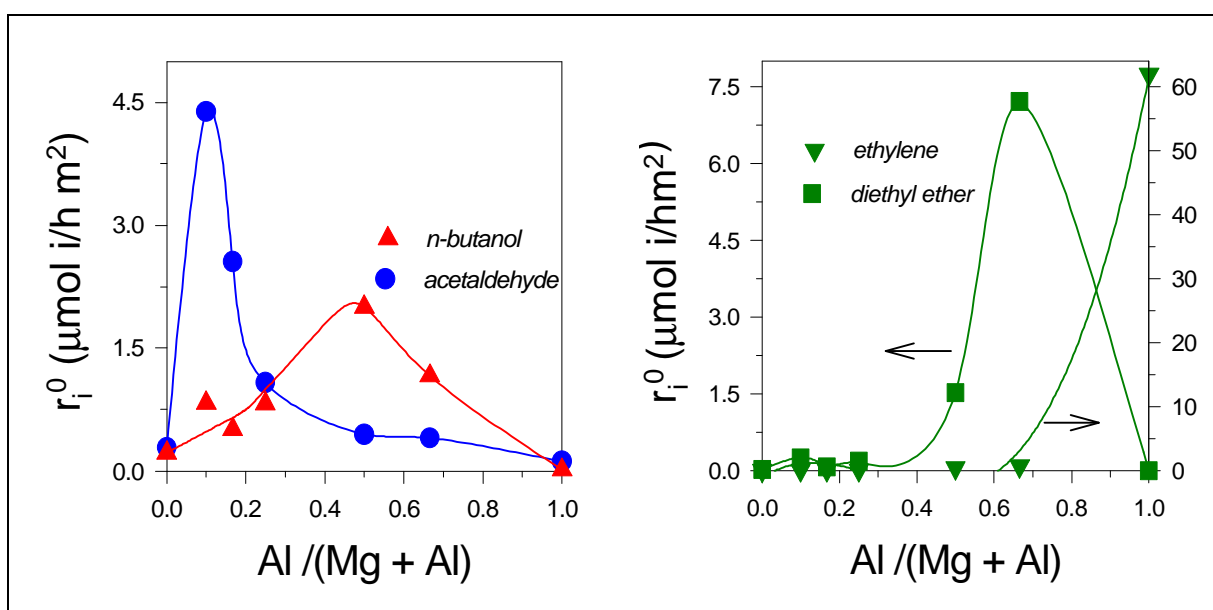 4.5
3.0
1.5
0.0
r_i^0 (μmol i/h m²)
n-butanol
acetaldehyde
0.0 0.2 0.4 0.6 0.8 1.0
Al /(Mg + Al)
7.5
6.0
4.5
3.0
1.5
0.0
r_i^0 (μmol i/hm²)
ethylene
diethyl ether
60
50
40
30
20
10
0
0.0 0.2 0.4 0.6 0.8 1.0
Al /(Mg + Al)